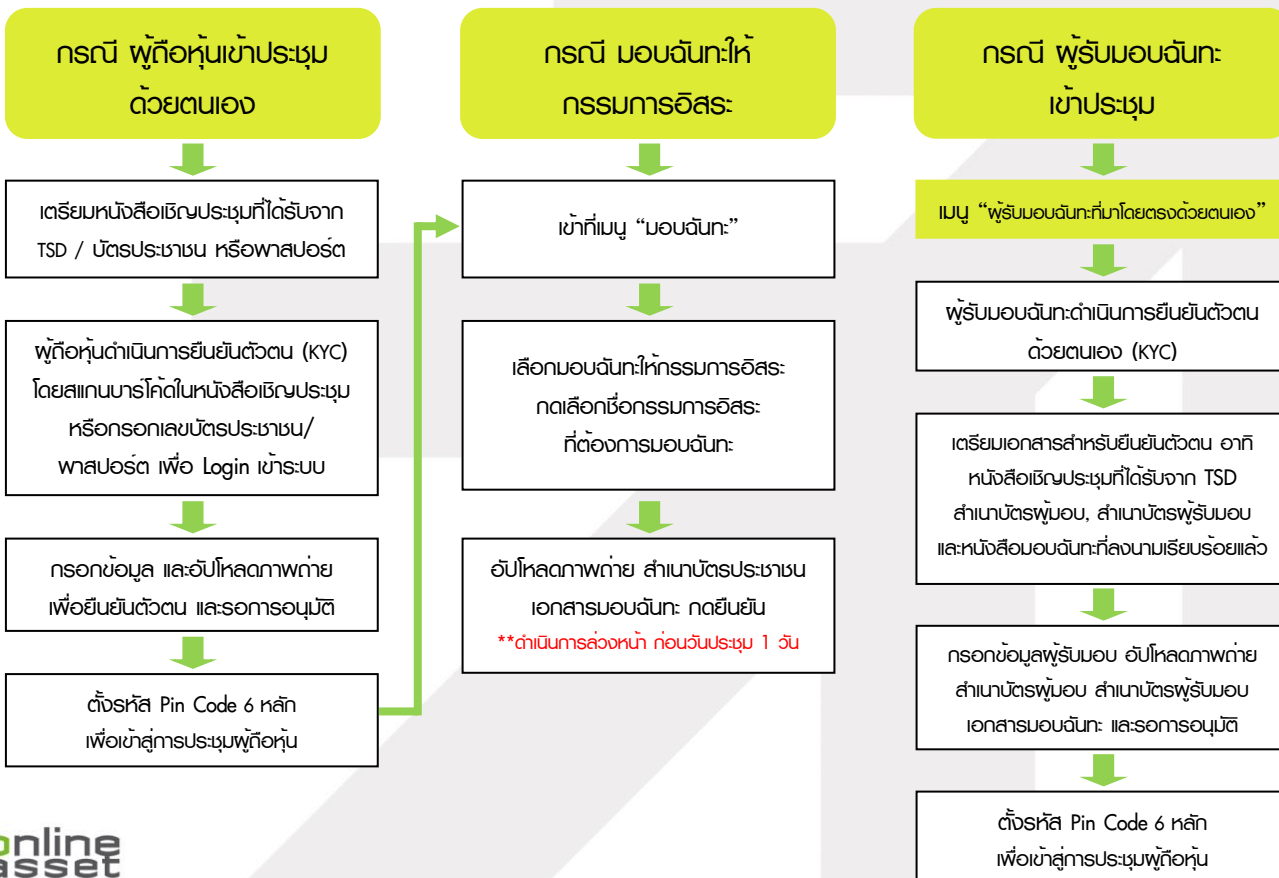 กรณี ผู้ถือหุ้นเข้าประชุม
ด้วยตนเอง
เตรียมหนังสือเชิญประชุมที่ได้รับจาก
TSD / บัตรประชาชน หรือพาสปอร์ต
ผู้ถือหุ้นดำเนินการยืนยันตัวตน (KYC)
โดยสแกนบาร์โค้ดในหนังสือเชิญประชุม
หรือกรอกเลขบัตรประชาชน/
พาสปอร์ต เพื่อ Login เข้าระบบ
กรอกข้อมูล และอัปโหลดภาพถ่าย
เพื่อยืนยันตัวตน และรอการอนุมัติ
ตั้งรหัส Pin Code 6 หลัก
เพื่อเข้าสู่การประชุมผู้ถือหุ้น
กรณี มอบฉันทะให้
กรรมการอิสระ
เข้าที่เมนู “มอบฉันทะ”
เลือกมอบฉันทะให้กรรมการอิสระ
กดเลือกชื่อกรรมการอิสระ
ที่ต้องการมอบฉันทะ
อัปโหลดภาพถ่าย สำเนาบัตรประชาชน
เอกสารมอบฉันทะ กดยืนยัน
**ดำเนินการล่วงหน้า ก่อนวันประชุม 1 วัน
กรณี ผู้รับมอบฉันทะ
เข้าประชุม
เมนู “ผู้รับมอบฉันทะที่มาโดยตรงด้วยตนเอง”
ผู้รับมอบฉันทะดำเนินการยืนยันตัวตน
ด้วยตนเอง (KYC)
เตรียมเอกสารสำหรับยืนยันตัวตน อาทิ
หนังสือเชิญประชุมที่ได้รับจาก TSD
สำเนาบัตรผู้มอบ, สำเนาบัตรผู้รับมอบ
และหนังสือมอบฉันทะที่ลงนามเรียบร้อยแล้ว
กรอกข้อมูลผู้รับมอบ อัปโหลดภาพถ่าย
สำเนาบัตรผู้มอบ สำเนาบัตรผู้รับมอบ
เอกสารมอบฉันทะ และรอการอนุมัติ
ตั้งรหัส Pin Code 6 หลัก
เพื่อเข้าสู่การประชุมผู้ถือหุ้น
online
asset